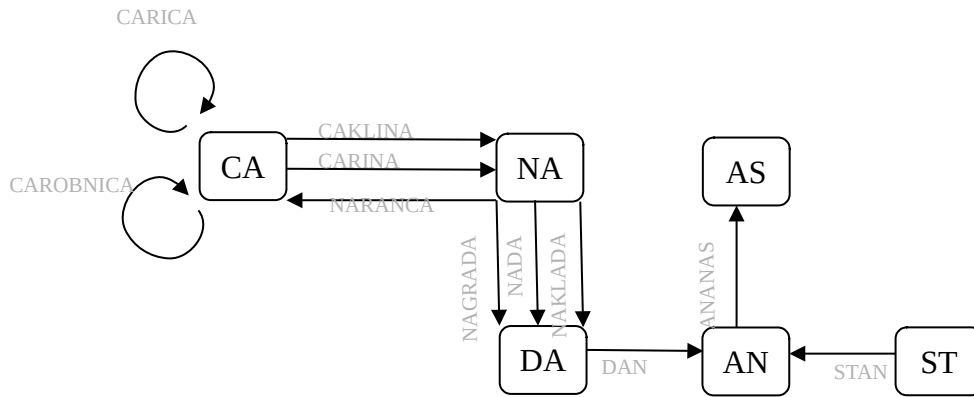 CARICA
CAKLINA
CA
CARINA
NA
AS
CAROBNICA
NARANCA
NAGRADA
NADA
NAKLADA
ANANAS
DA
DAN
AN
STAN
ST